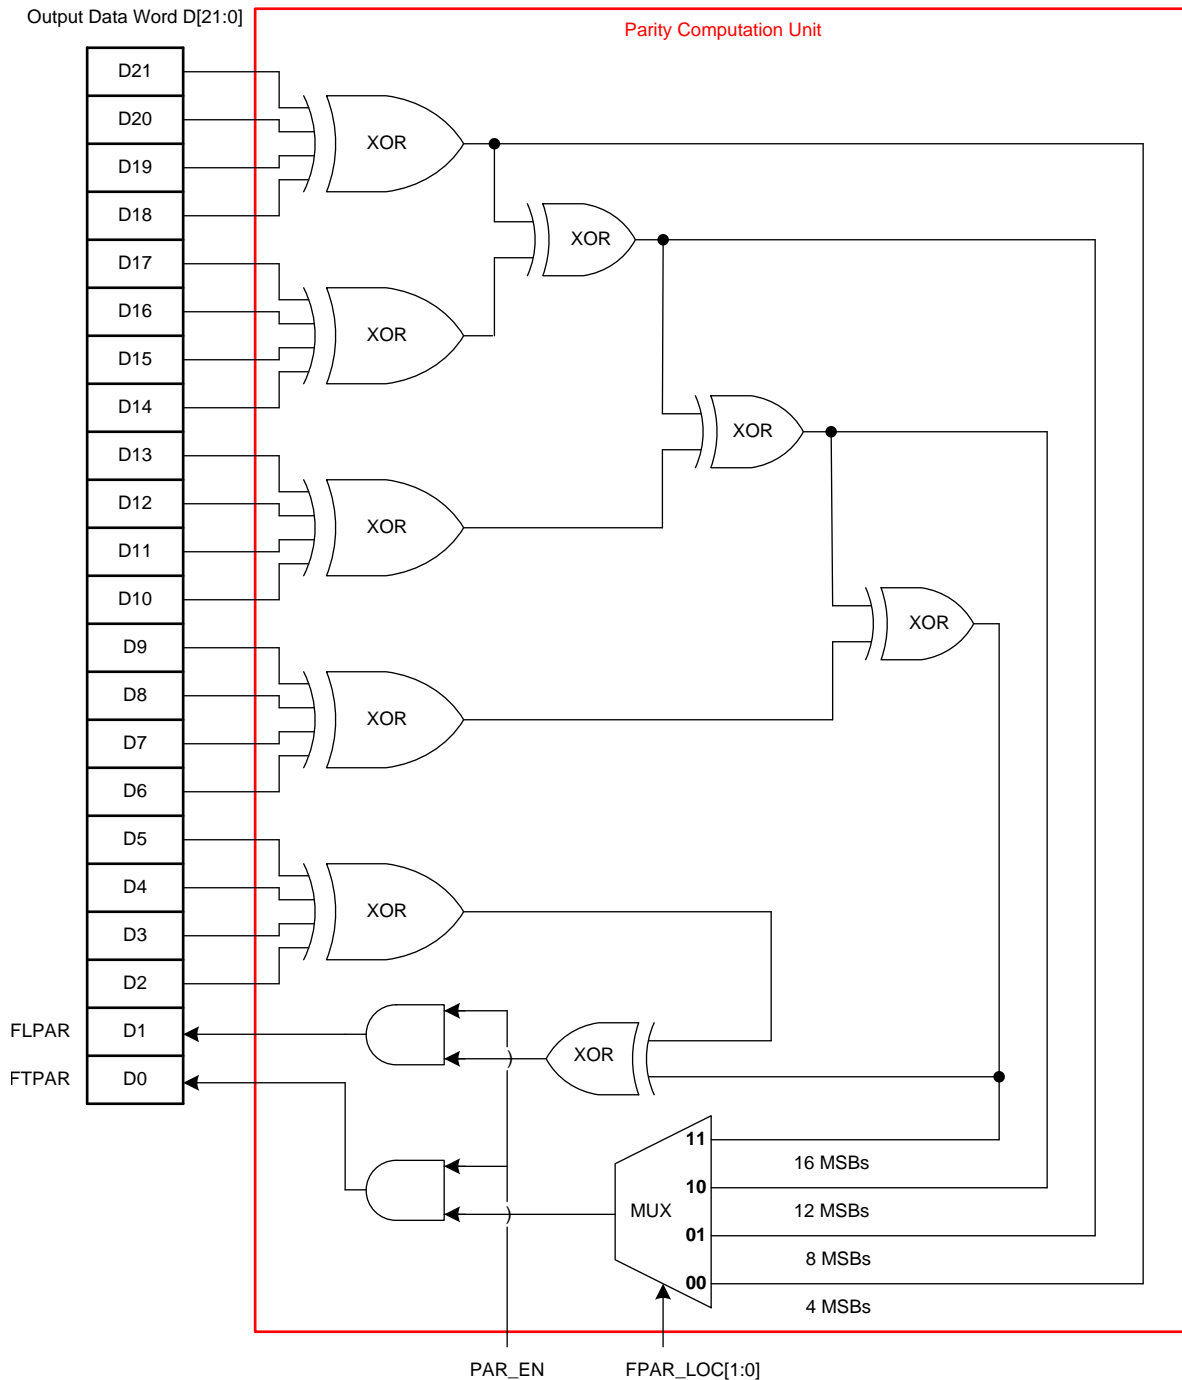 Output Data Word D[21:0]
Parity Computation Unit
D21
D20
D19
D18
D17
D16
D15
D14
D13
D12
D11
D10
D9
D8
D7
D6
D5
D4
D3
D2
FLPAR D1
FTPAR D0
XOR
XOR
XOR
XOR
XOR
XOR
XOR
XOR
XOR
XOR
MUX
11
16 MSBs
10
12 MSBs
01
8 MSBs
00
4 MSBs
PAR_EN
FPAR_LOC[1:0]